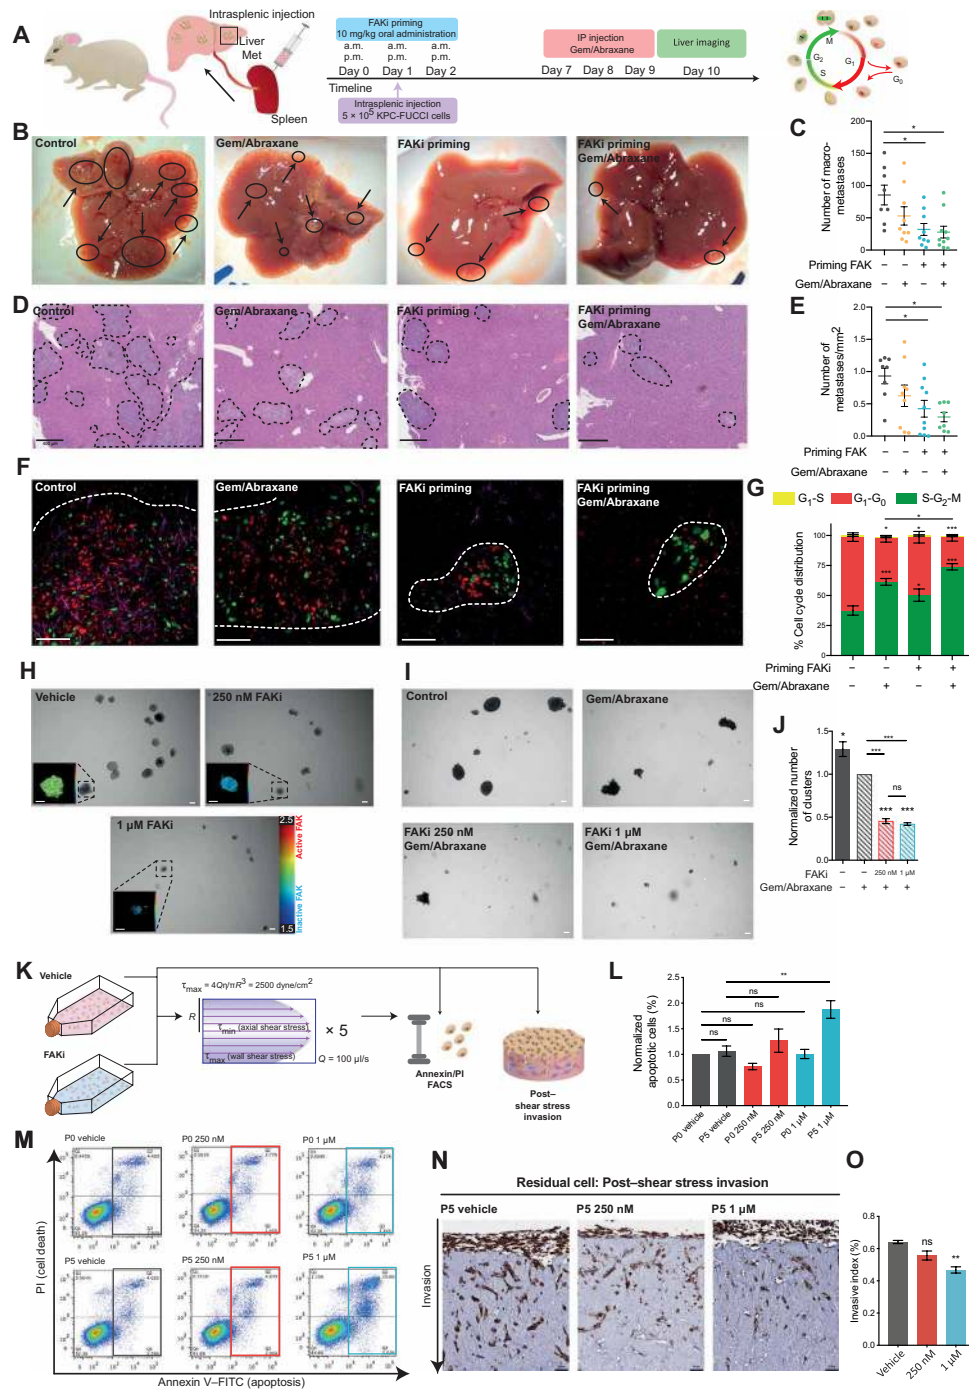 A
Intrasplenic injection
Liver
Met
Spleen
FAKi priming
10 mg/kg oral administration
a.m. a.m. a.m.
p.m. p.m. p.m.
Day 0 Day 1 Day 2
Timeline
Intrasplenic injection
5 × 10⁵ KPC-FUCCI cells
IP injection
Gem/Abraxane
Liver imaging
Day 7 Day 8 Day 9 Day 10
M
G₂
G₁
S
G₀
B
Control
Gem/Abraxane
FAKi priming
FAKi priming
Gem/Abraxane
C
Number of macro-
metastases
200
150
100
50
0
*
*
Priming FAK – – + +
Gem/Abraxane – + – +
D
Control
Gem/Abraxane
FAKi priming
FAKi priming
Gem/Abraxane
E
Number of
metastases/mm²
2.0
1.5
1.0
0.5
0.0
*
*
Priming FAK – – + +
Gem/Abraxane – + – +
F
Control
Gem/Abraxane
FAKi priming
FAKi priming
Gem/Abraxane
G
G₁-S G₁-G₀ S-G₂-M
% Cell cycle distribution
100
75
50
25
0
*
* * ***
*** * ***
Priming FAKi – – + +
Gem/Abraxane – + – +
H
Vehicle
250 nM FAKi
1 µM FAKi
2.5
Active FAK
Inactive FAK
1.5
I
Control
Gem/Abraxane
FAKi 250 nM
Gem/Abraxane
FAKi 1 µM
Gem/Abraxane
J
Normalized number
of clusters
1.5
1.0
0.5
0.0
*
***
***
ns
*** ***
FAKi – – 250 nM 1 µM
Gem/Abraxane – + + +
K
Vehicle
FAKi
τmax = 4Qη/πR³ = 2500 dyne/cm²
R
τmin (axial shear stress)
τmax (wall shear stress)
× 5
Q = 100 µl/s
Annexin/PI
FACS
Post–
shear stress
invasion
L
Normalized
apoptotic cells (%)
2.5
2.0
1.5
1.0
0.5
0.0
**
ns
ns
ns
ns
P0 vehicle
P5 vehicle
P0 250 nM
P5 250 nM
P0 1 µM
P5 1 µM
M
P0 vehicle
P0 250 nM
P0 1 µM
P5 vehicle
P5 250 nM
P5 1 µM
PI (cell death)
Annexin V–FITC (apoptosis)
N
Residual cell: Post–shear stress invasion
P5 vehicle
P5 250 nM
P5 1 µM
Invasion
O
Invasive index (%)
0.8
0.6
0.4
0.2
0.0
ns
**
Vehicle
250 nM
1 µM